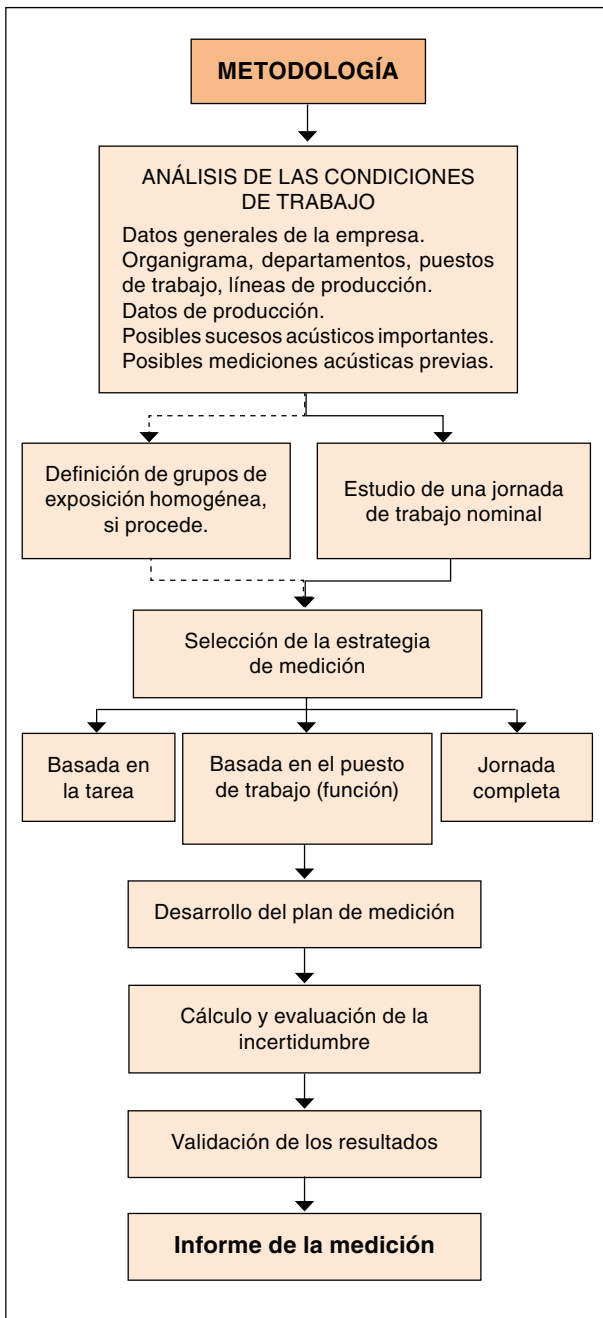 METODOLOGÍA
ANÁLISIS DE LAS CONDICIONES
DE TRABAJO
Datos generales de la empresa.
Organigrama, departamentos, puestos
de trabajo, líneas de producción.
Datos de producción.
Posibles sucesos acústicos importantes.
Posibles mediciones acústicas previas.
Definición de grupos de
exposición homogénea,
si procede.
Estudio de una jornada
de trabajo nominal
Selección de la estrategia
de medición
Basada en
la tarea
Basada en el puesto
de trabajo (función)
Jornada
completa
Desarrollo del plan de medición
Cálculo y evaluación de la
incertidumbre
Validación de los resultados
Informe de la medición